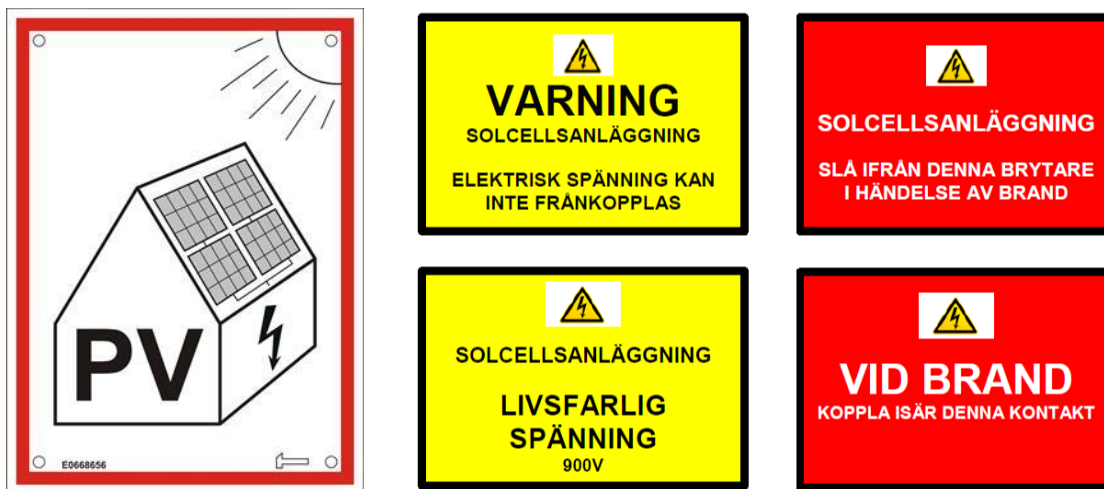 PV
E0668656
VARNING
SOLCELLSANLÄGGNING
ELEKTRISK SPÄNNING KAN
INTE FRÅNKOPPLAS
SOLCELLSANLÄGGNING
SLÅ IFRÅN DENNA BRYTARE
I HÄNDELSE AV BRAND
SOLCELLSANLÄGGNING
LIVSFARLIG
SPÄNNING
900V
VID BRAND
KOPPLA ISÄR DENNA KONTAKT